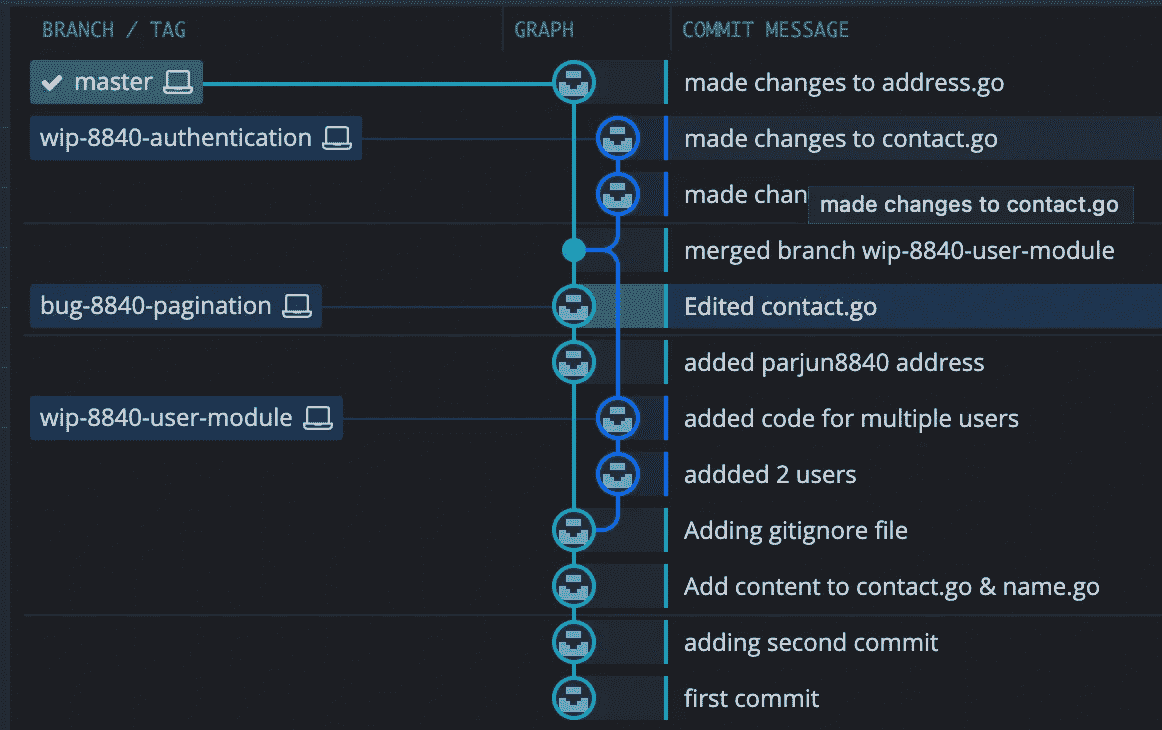 BRANCH / TAG GRAPH COMMIT MESSAGE
master made changes to address.go
wip-8840-authentication made changes to contact.go
made chan
made changes to contact.go
merged branch wip-8840-user-module
bug-8840-pagination Edited contact.go
added parjun8840 address
wip-8840-user-module added code for multiple users
addded 2 users
Adding gitignore file
Add content to contact.go & name.go
adding second commit
first commit